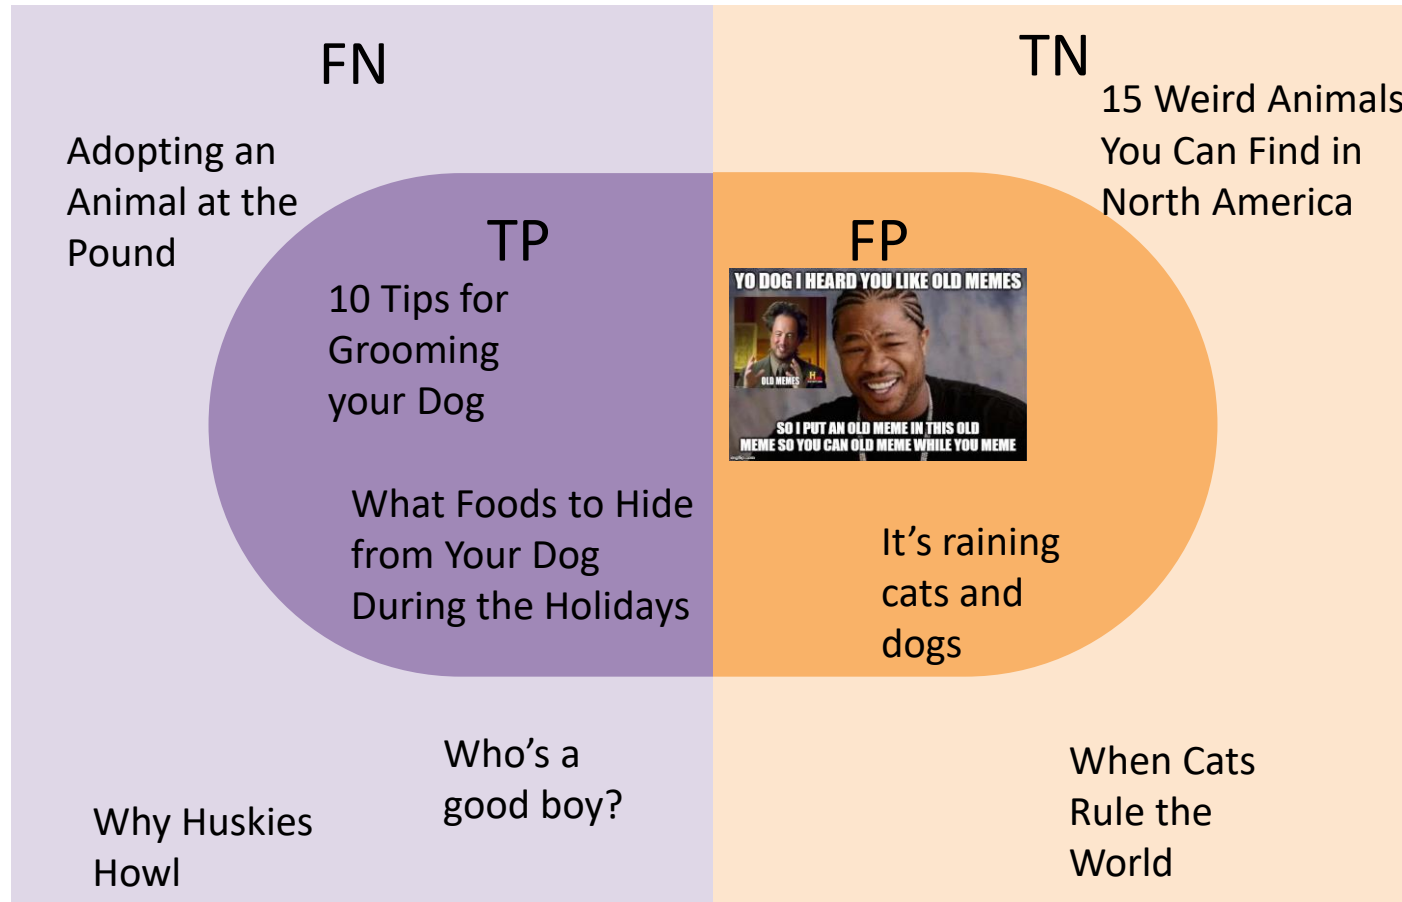 FN
Adopting an
Animal at the
Pound
TP
10 Tips for
Grooming
your Dog
What Foods to Hide
from Your Dog
During the Holidays
Who’s a
good boy?
Why Huskies
Howl
TN
15 Weird Animals
You Can Find in
North America
FP
YO DOG I HEARD YOU LIKE OLD MEMES
OLD MEMES
H
SO I PUT AN OLD MEME IN THIS OLD
MEME SO YOU CAN OLD MEME WHILE YOU MEME
It’s raining
cats and
dogs
When Cats
Rule the
World